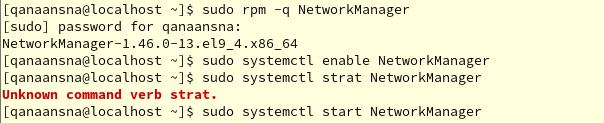 [qanaansna@localhost ~]$ sudo rpm -q NetworkManager
[sudo] password for qanaansna:
NetworkManager-1.46.0-13.el9_4.x86_64
[qanaansna@localhost ~]$ sudo systemctl enable NetworkManager
[qanaansna@localhost ~]$ sudo systemctl strat NetworkManager
Unknown command verb strat.
[qanaansna@localhost ~]$ sudo systemctl start NetworkManager